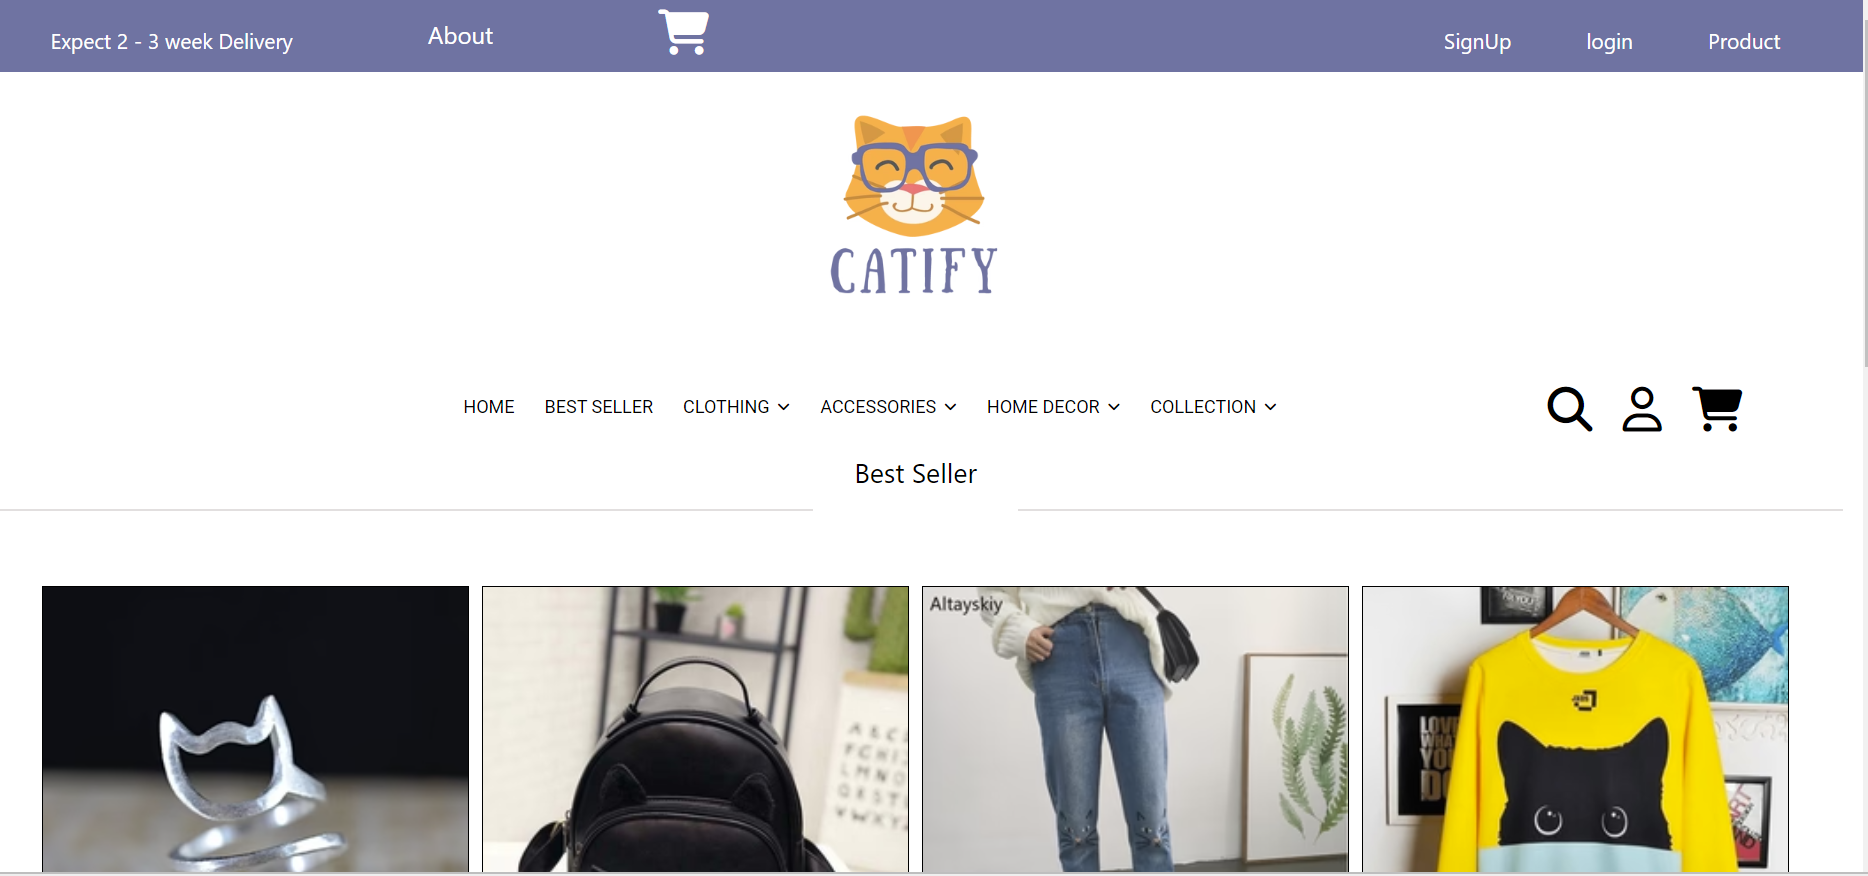 Expect 2 - 3 week Delivery
About
SignUp
login
Product
CATIFY
HOME
BEST SELLER
CLOTHING
ACCESSORIES
HOME DECOR
COLLECTION
Best Seller
Altayskiy